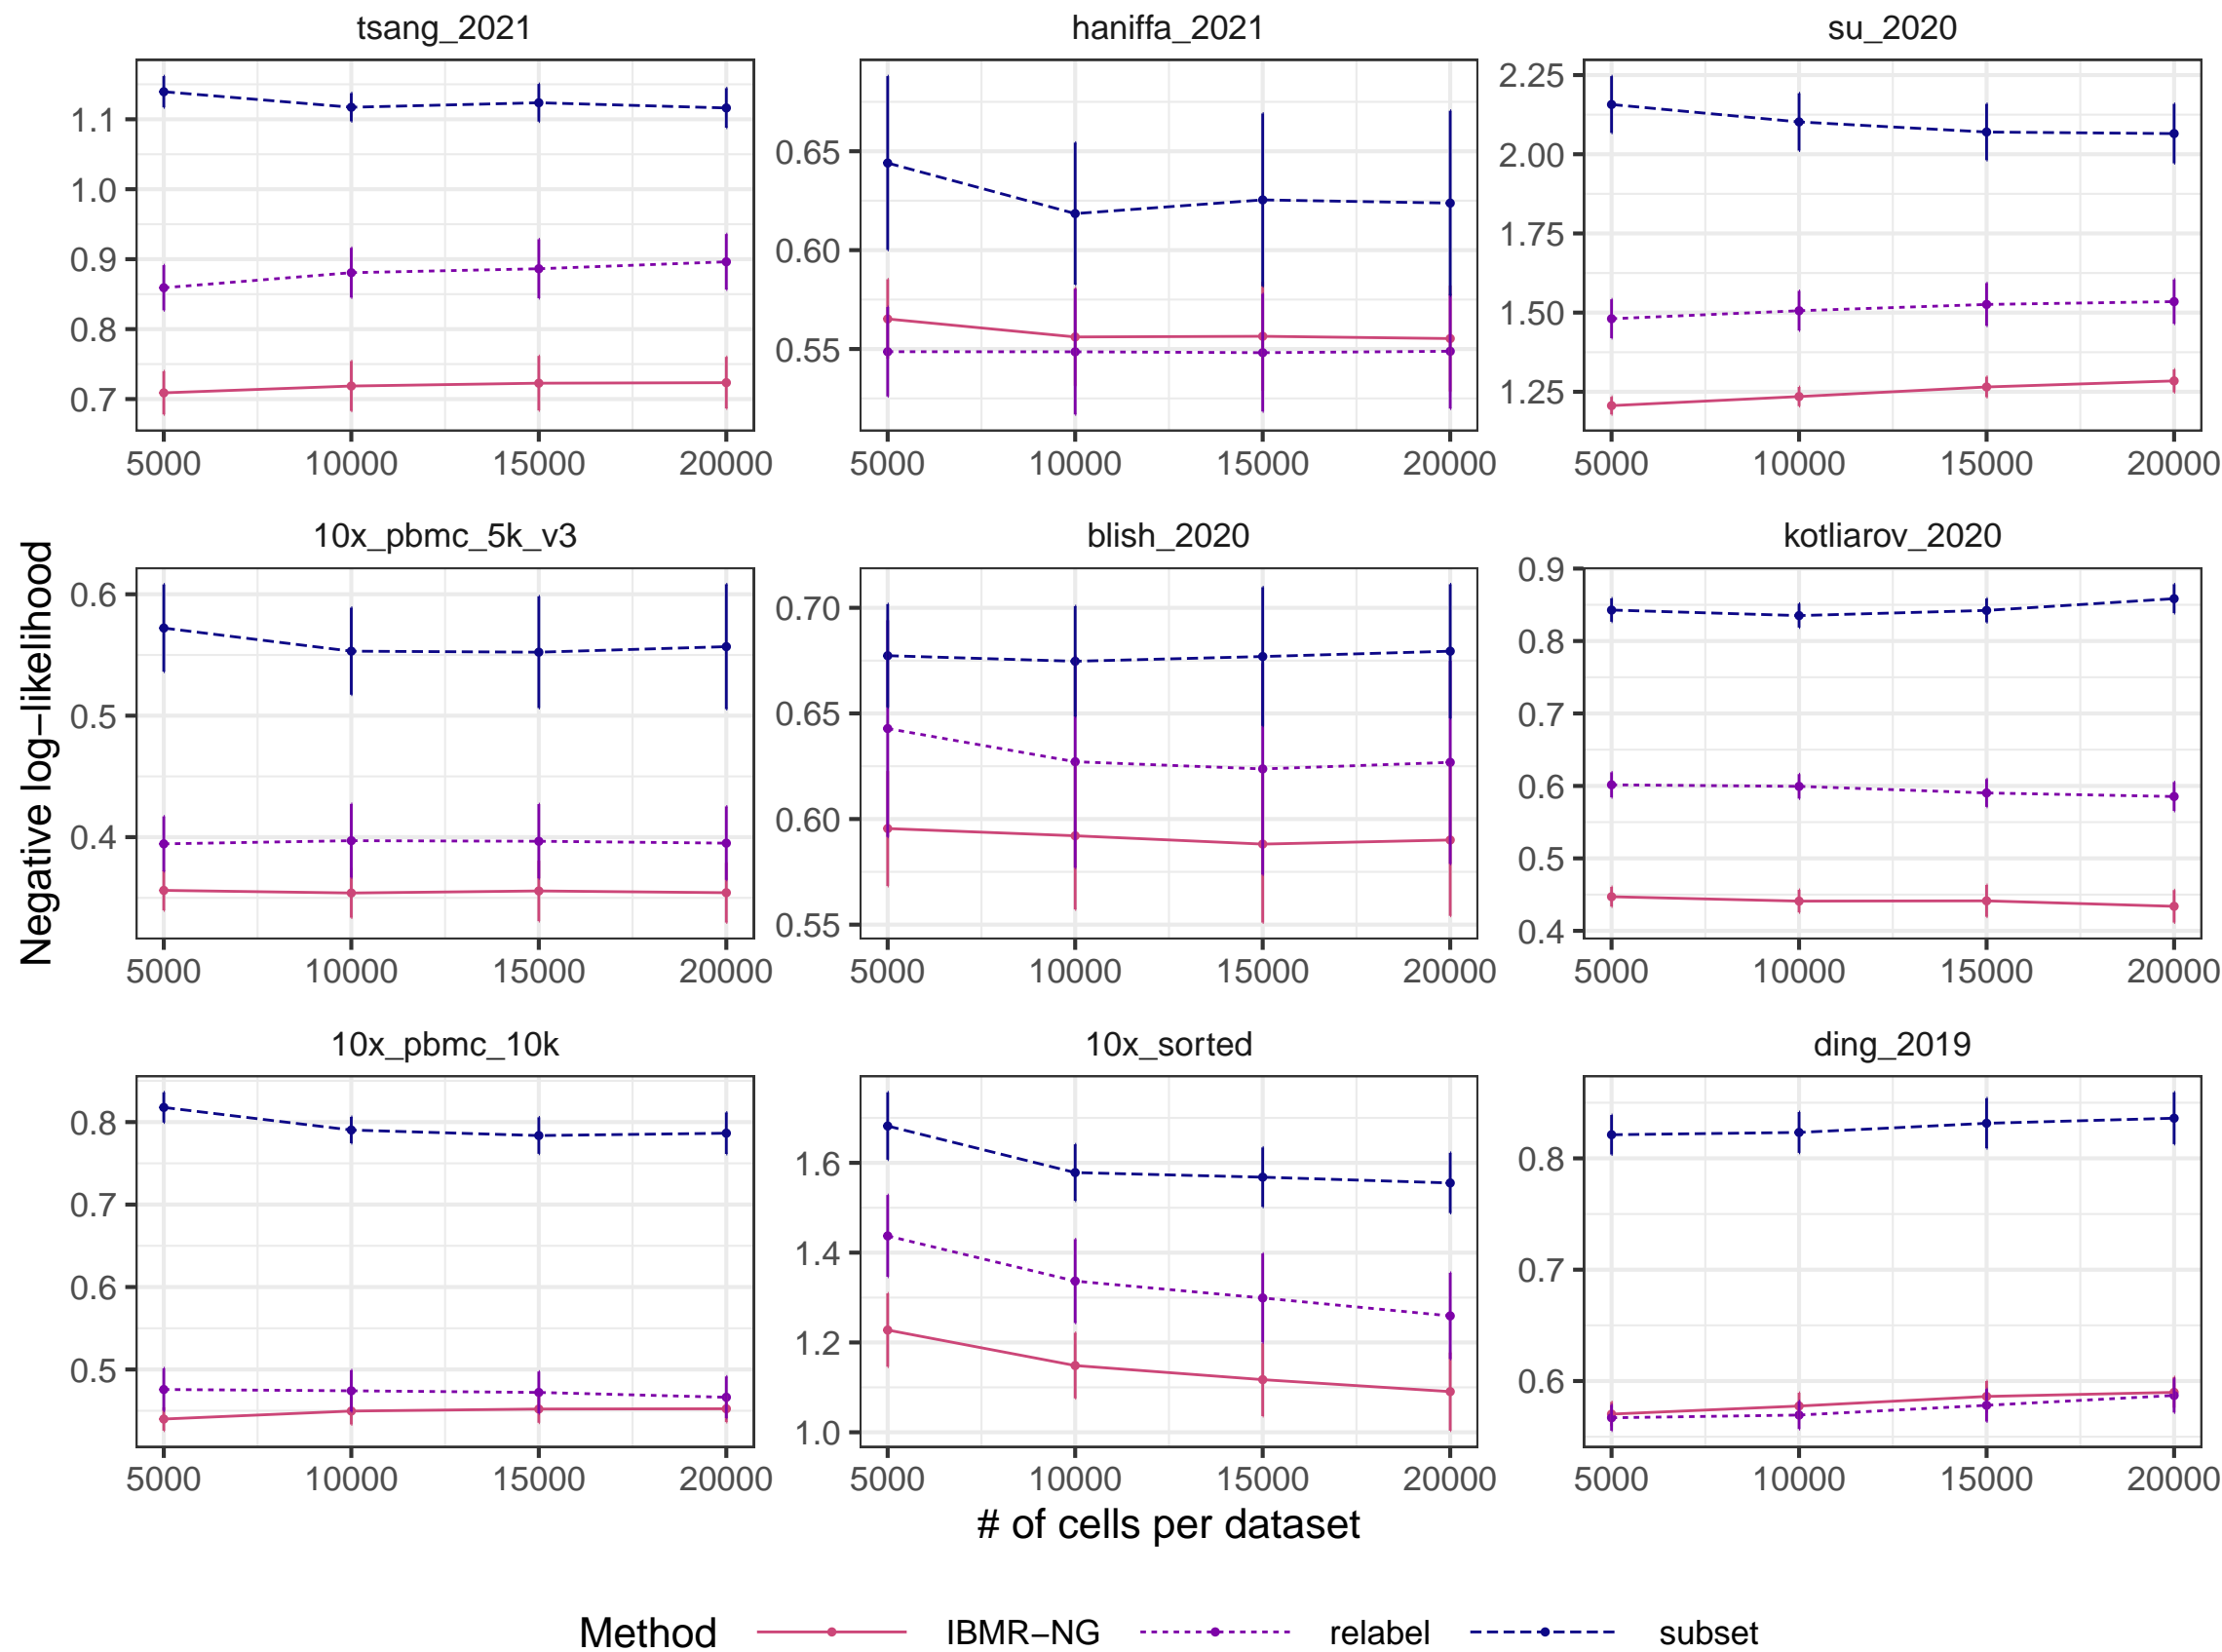 tsang_2021 haniffa_2021 su_2020
1.1 1.0 0.9 0.8 0.7
0.65 0.60 0.55
2.25 2.00 1.75 1.50 1.25
5000 10000 15000 20000 5000 10000 15000 20000 5000 10000 15000 20000
Negative log−likelihood
10x_pbmc_5k_v3 blish_2020 kotliarov_2020
0.6 0.5 0.4
0.70 0.65 0.60 0.55
0.9 0.8 0.7 0.6 0.5 0.4
5000 10000 15000 20000 5000 10000 15000 20000 5000 10000 15000 20000
10x_pbmc_10k 10x_sorted ding_2019
0.8 0.7 0.6 0.5
1.6 1.4 1.2 1.0
0.8 0.7 0.6
5000 10000 15000 20000 5000 10000 15000 20000 5000 10000 15000 20000
# of cells per dataset
Method IBMR−NG relabel subset